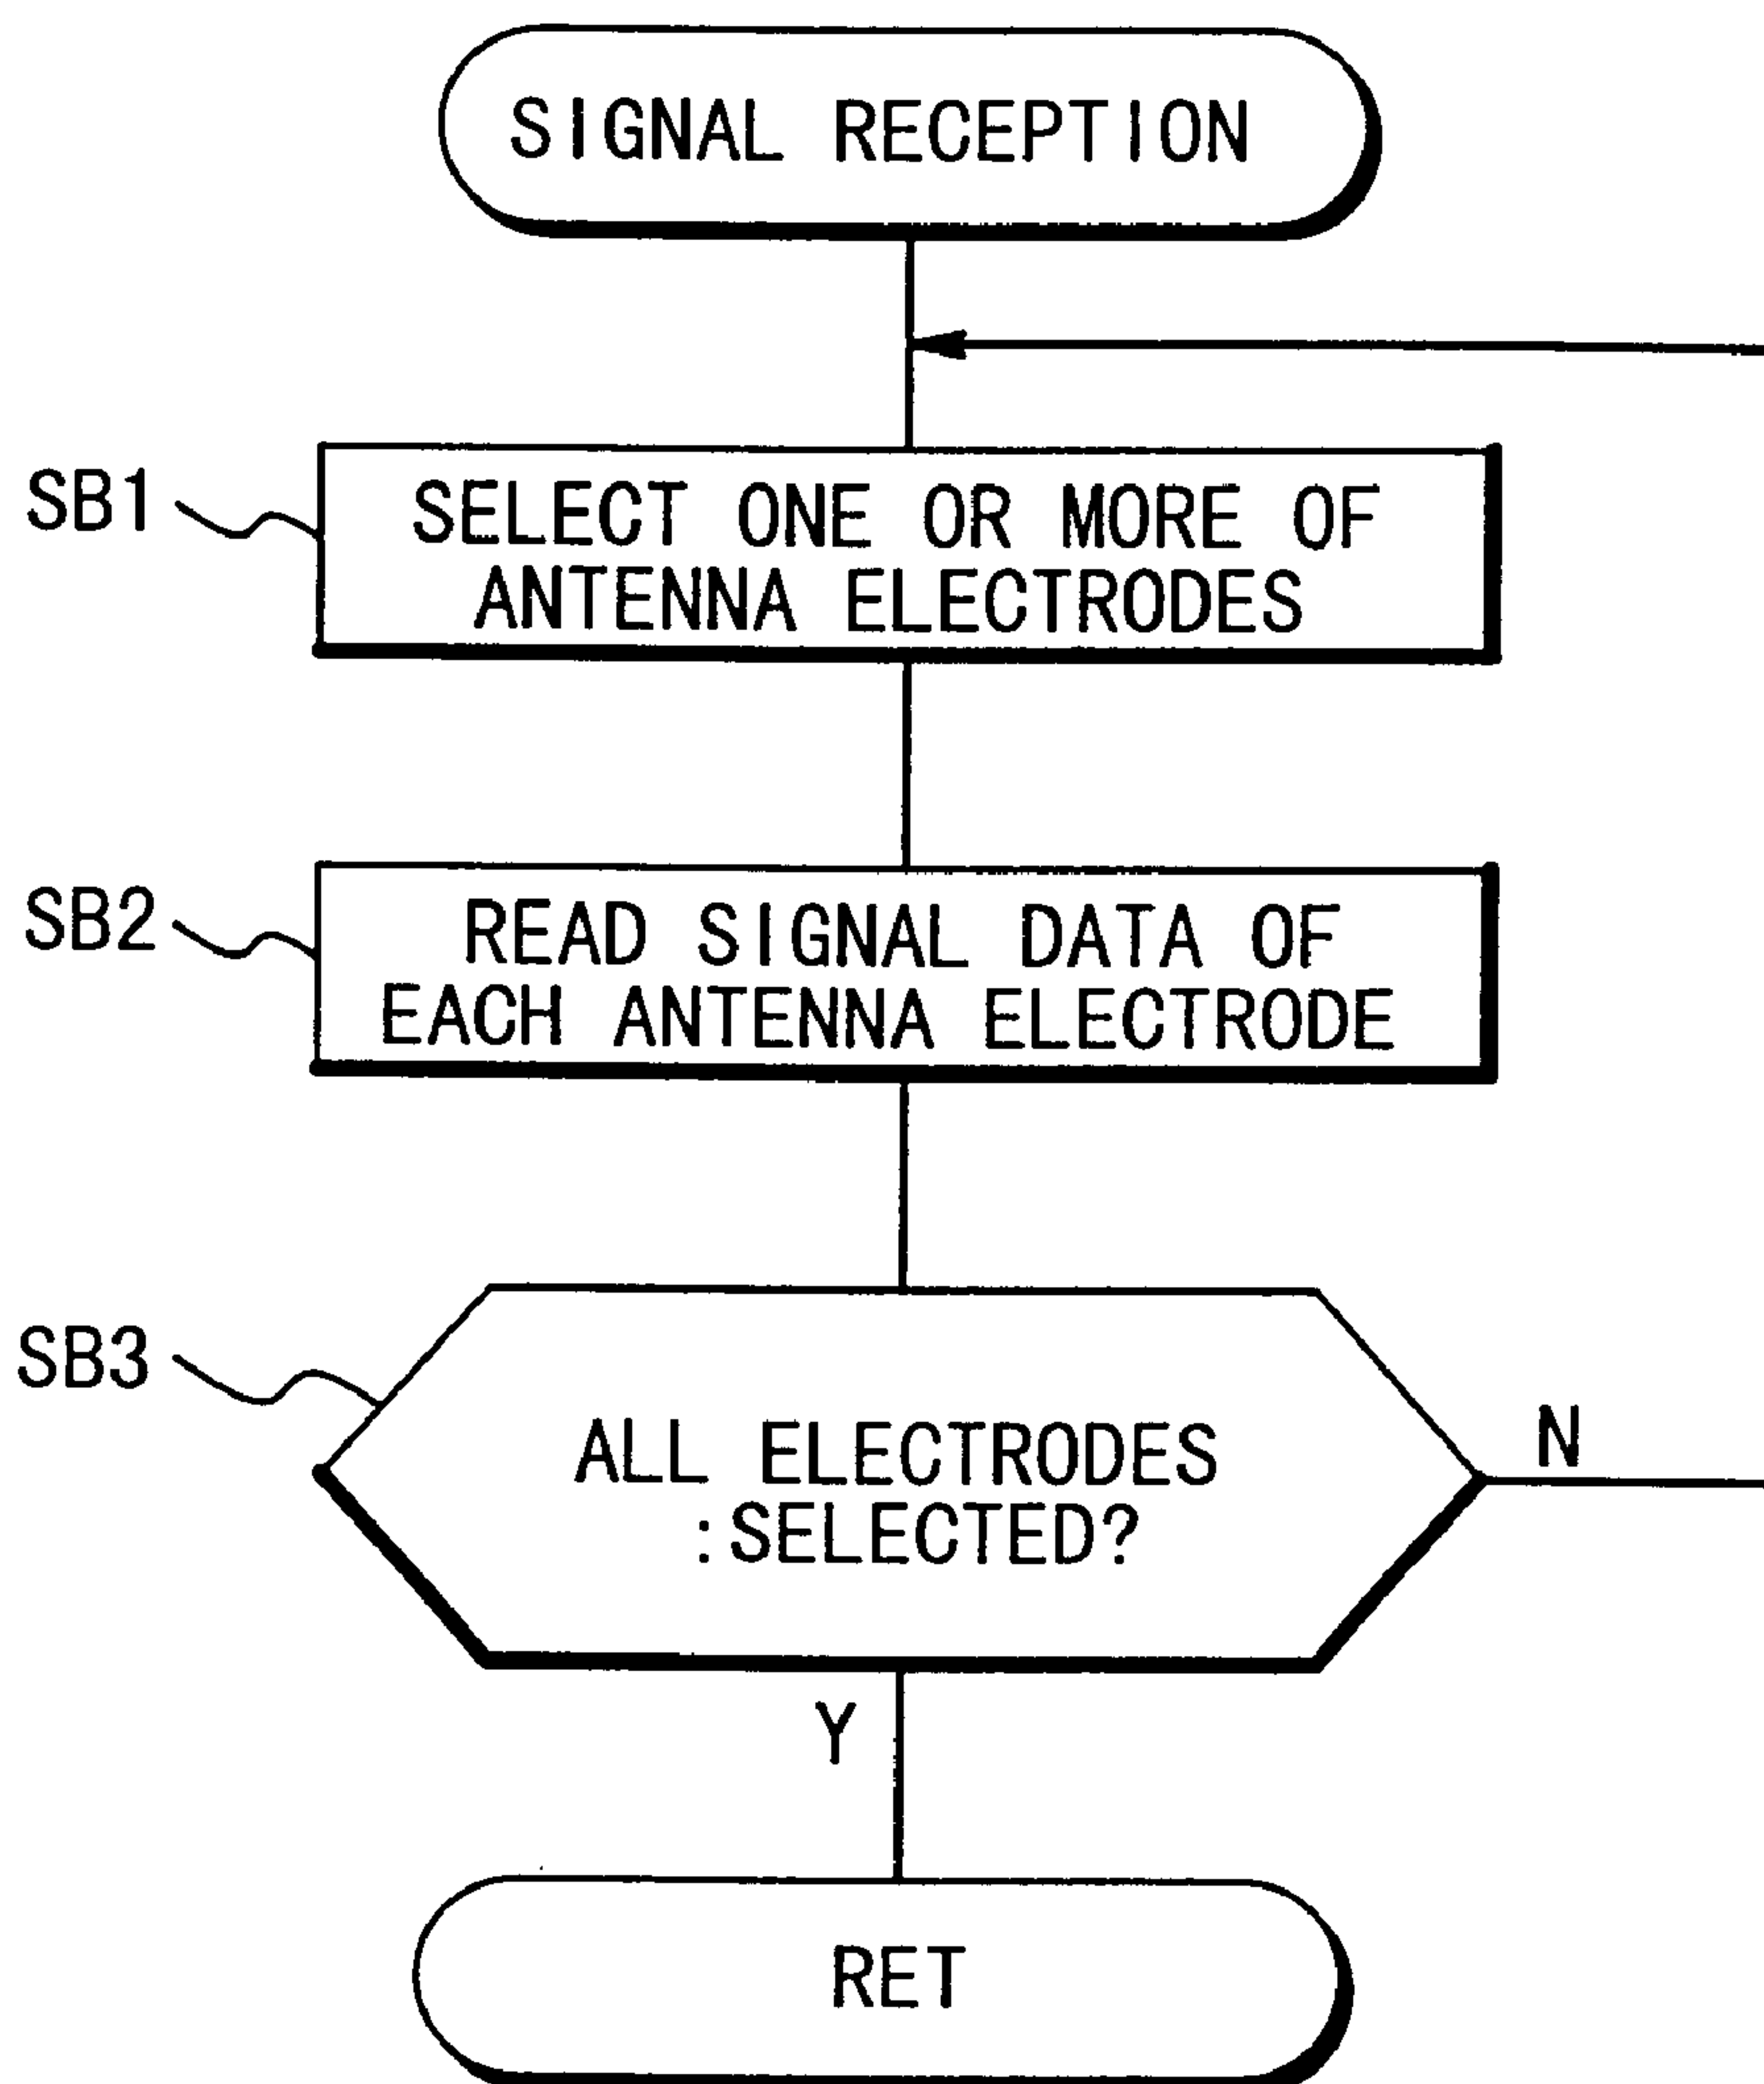 SIGNAL RECEPTION
SB1
SELECT ONE OR MORE OF
ANTENNA ELECTRODES
SB2
READ SIGNAL DATA OF
EACH ANTENNA ELECTRODE
SB3
ALL ELECTRODES
:SELECTED?
N
Y
RET